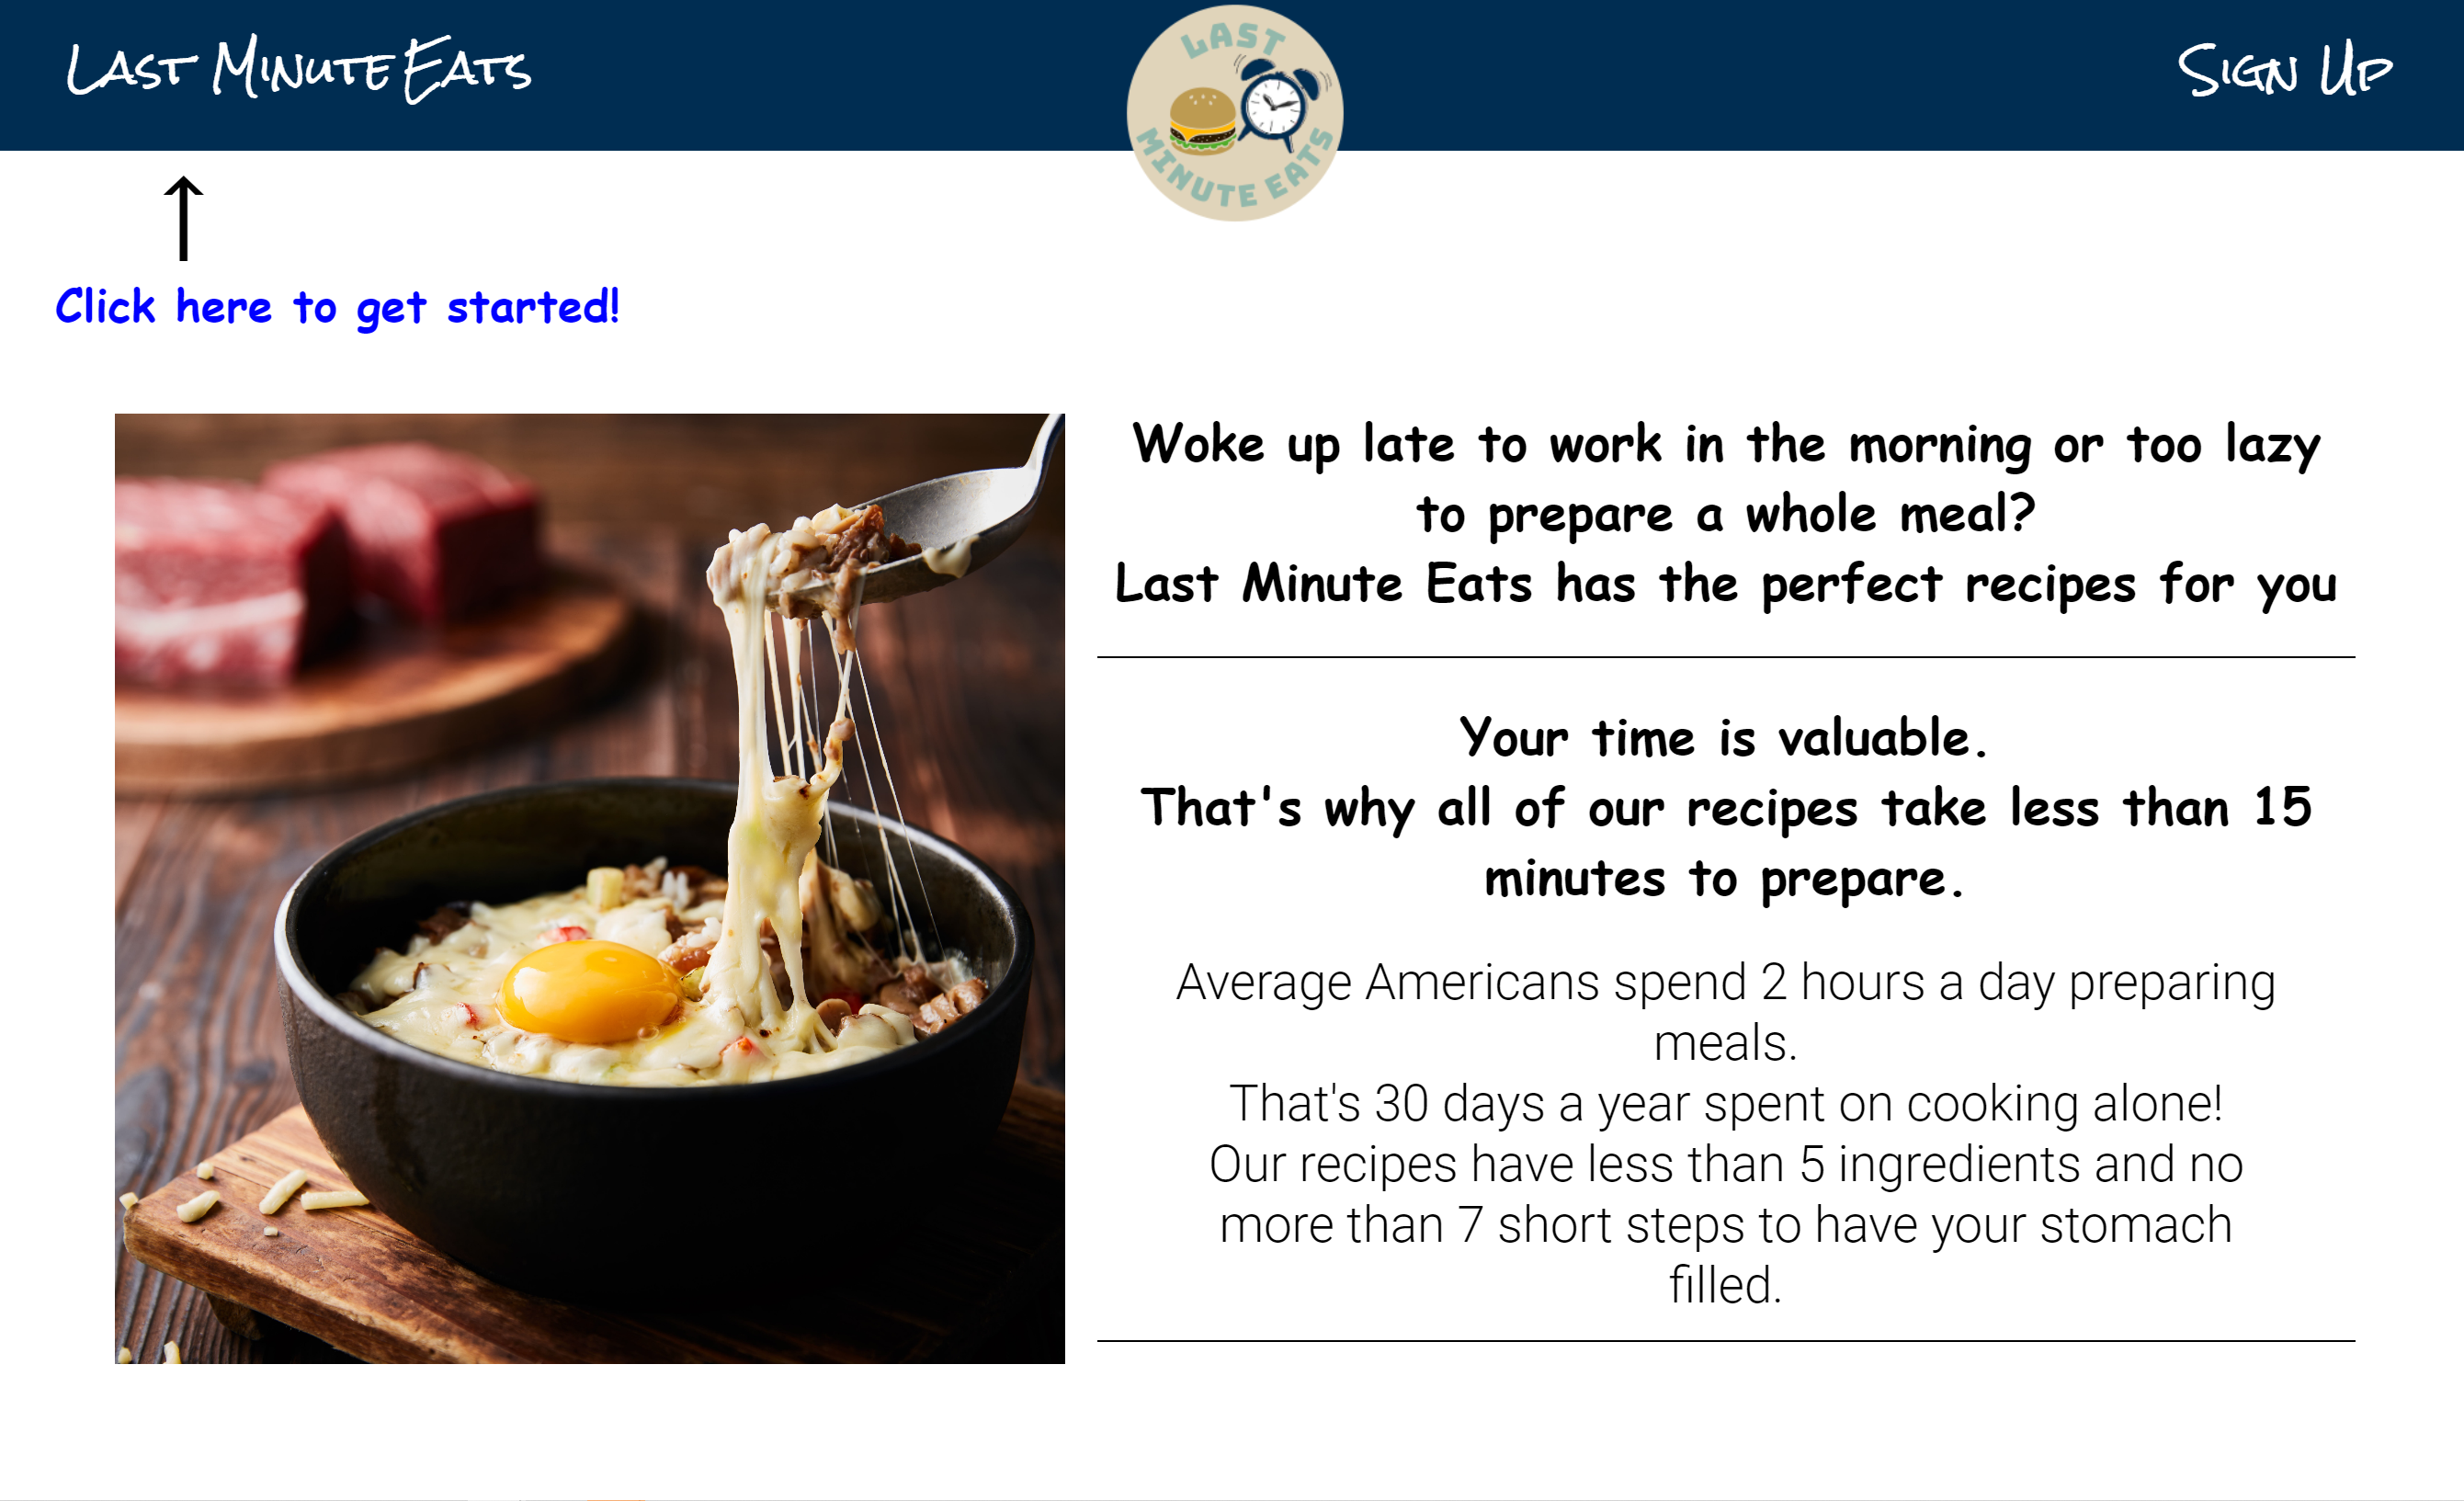 Last Minute Eats
LAST
MINUTE EATS
Sign Up
↑
Click here to get started!
Woke up late to work in the morning or too lazy
to prepare a whole meal?
Last Minute Eats has the perfect recipes for you
Your time is valuable.
That's why all of our recipes take less than 15
minutes to prepare.
Average Americans spend 2 hours a day preparing
meals.
That's 30 days a year spent on cooking alone!
Our recipes have less than 5 ingredients and no
more than 7 short steps to have your stomach
filled.